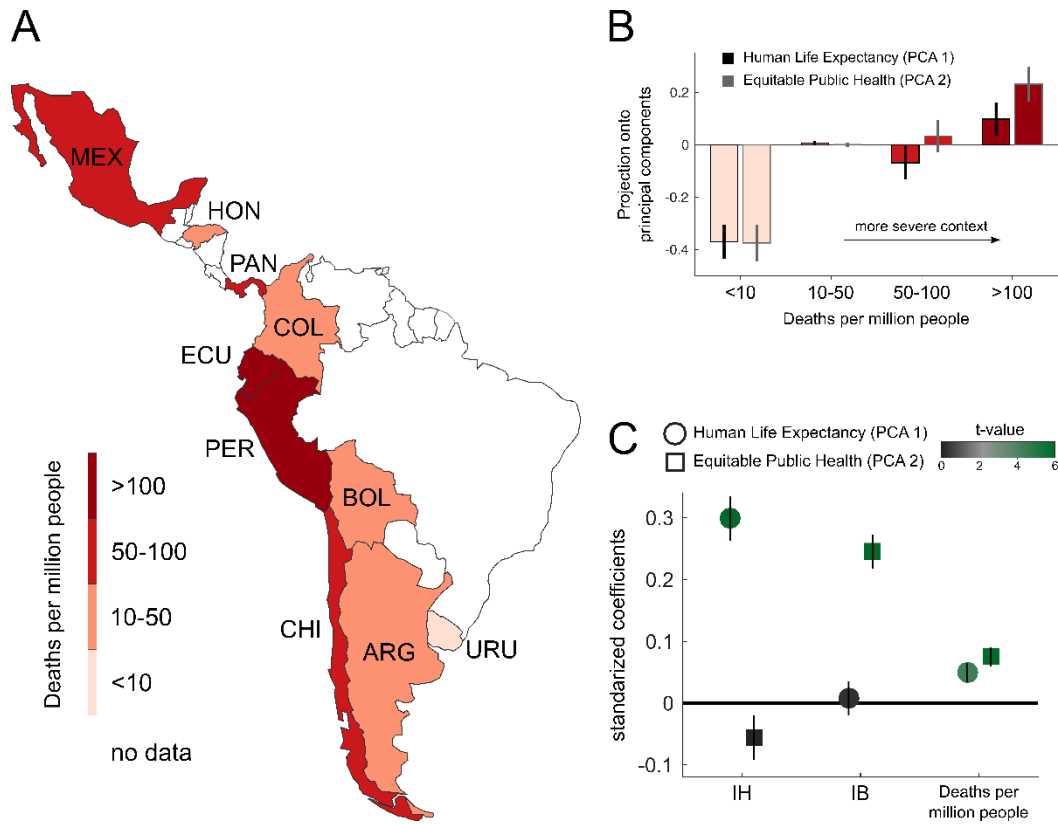 A
MEX
HON
PAN
COL
ECU
PER
BOL
CHI
ARG
URU
Deaths per million people
>100
50-100
10-50
<10
no data
B
Human Life Expectancy (PCA 1)
Equitable Public Health (PCA 2)
Projection onto
principal components
0.2
0
-0.2
-0.4
more severe context
<10
10-50
50-100
>100
Deaths per million people
C
Human Life Expectancy (PCA 1)
Equitable Public Health (PCA 2)
t-value
0 2 4 6
standarized coefficients
0.3
0.2
0.1
0
-0.1
IH
IB
Deaths per
million people